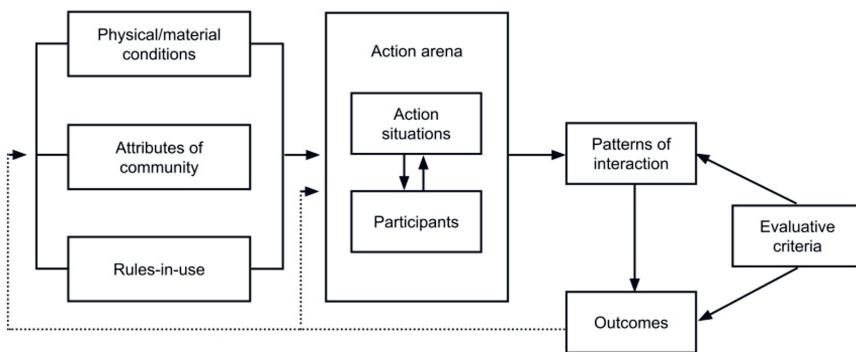 Physical/material
conditions
Attributes of
community
Rules-in-use
Action arena
Action
situations
Participants
Patterns of
interaction
Evaluative
criteria
Outcomes